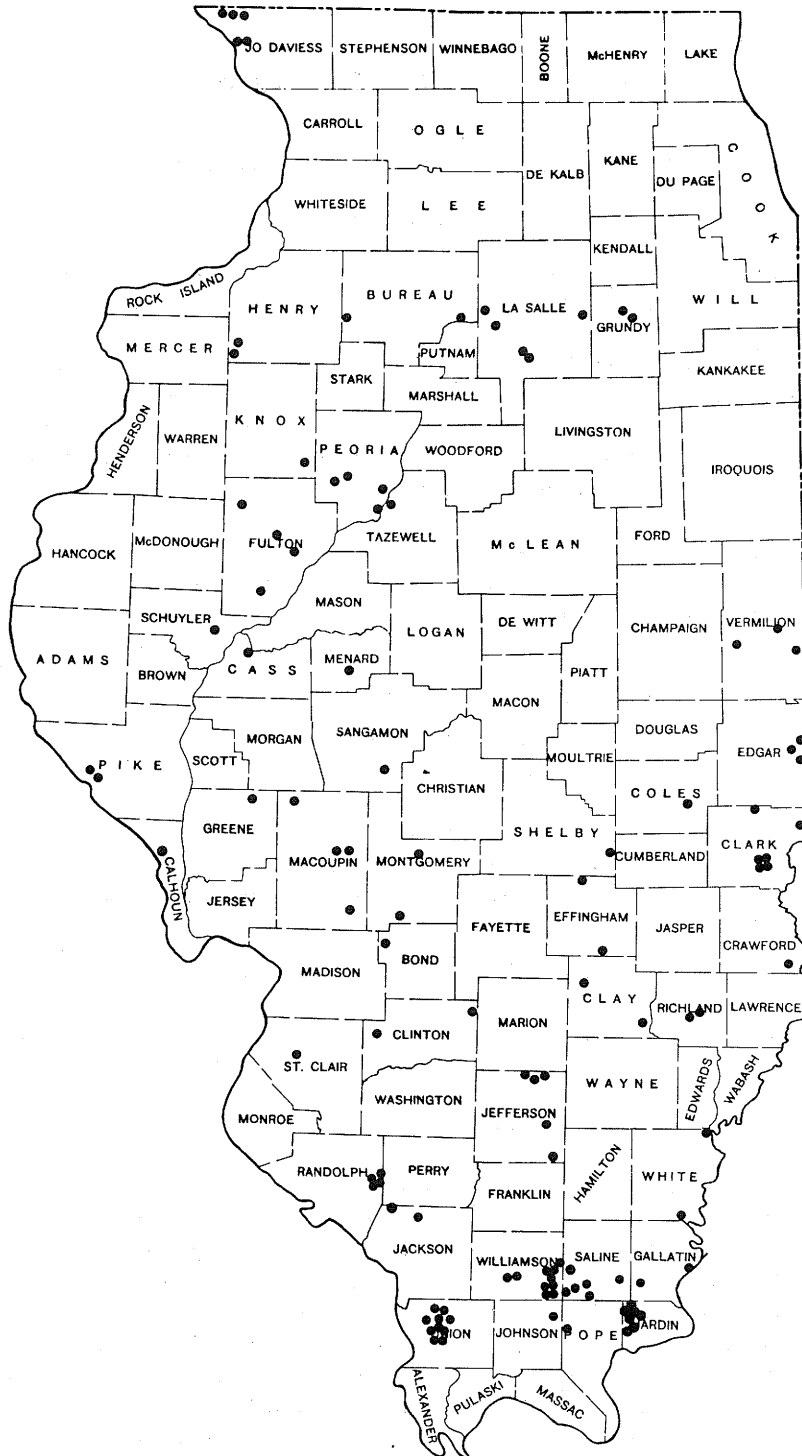 JO DAVIESS
STEPHENSON
WINNEBAGO
BOONE
McHENRY
LAKE
CARROLL
OGLE
DE KALB
KANE
COOK
DU PAGE
WHITESIDE
LEE
KENDALL
ROCK ISLAND
HENRY
BUREAU
LA SALLE
GRUNDY
WILL
MERCER
PUTNAM
KANKAKEE
STARK
MARSHALL
HENDERSON
WARREN
KNOX
PEORIA
WOODFORD
LIVINGSTON
IROQUOIS
HANCOCK
McDONOUGH
FULTON
TAZEWELL
McLEAN
FORD
SCHUYLER
MASON
LOGAN
DE WITT
CHAMPAIGN
VERMILION
ADAMS
BROWN
CASS
MENARD
PIATT
MACON
PIKE
SCOTT
MORGAN
SANGAMON
CHRISTIAN
MOULTRIE
DOUGLAS
EDGAR
COLES
GREENE
MACOUPIN
MONTGOMERY
SHELBY
CUMBERLAND
CLARK
CALHOUN
JERSEY
FAYETTE
EFFINGHAM
JASPER
CRAWFORD
MADISON
BOND
CLAY
RICHLAND
LAWRENCE
CLINTON
MARION
ST. CLAIR
WAYNE
EDWARDS
WABASH
WASHINGTON
JEFFERSON
MONROE
RANDOLPH
PERRY
FRANKLIN
HAMILTON
WHITE
JACKSON
WILLIAMSON
SALINE
GALLATIN
UNION
JOHNSON
POPE
HARDIN
ALEXANDER
PULASKI
MASSAC